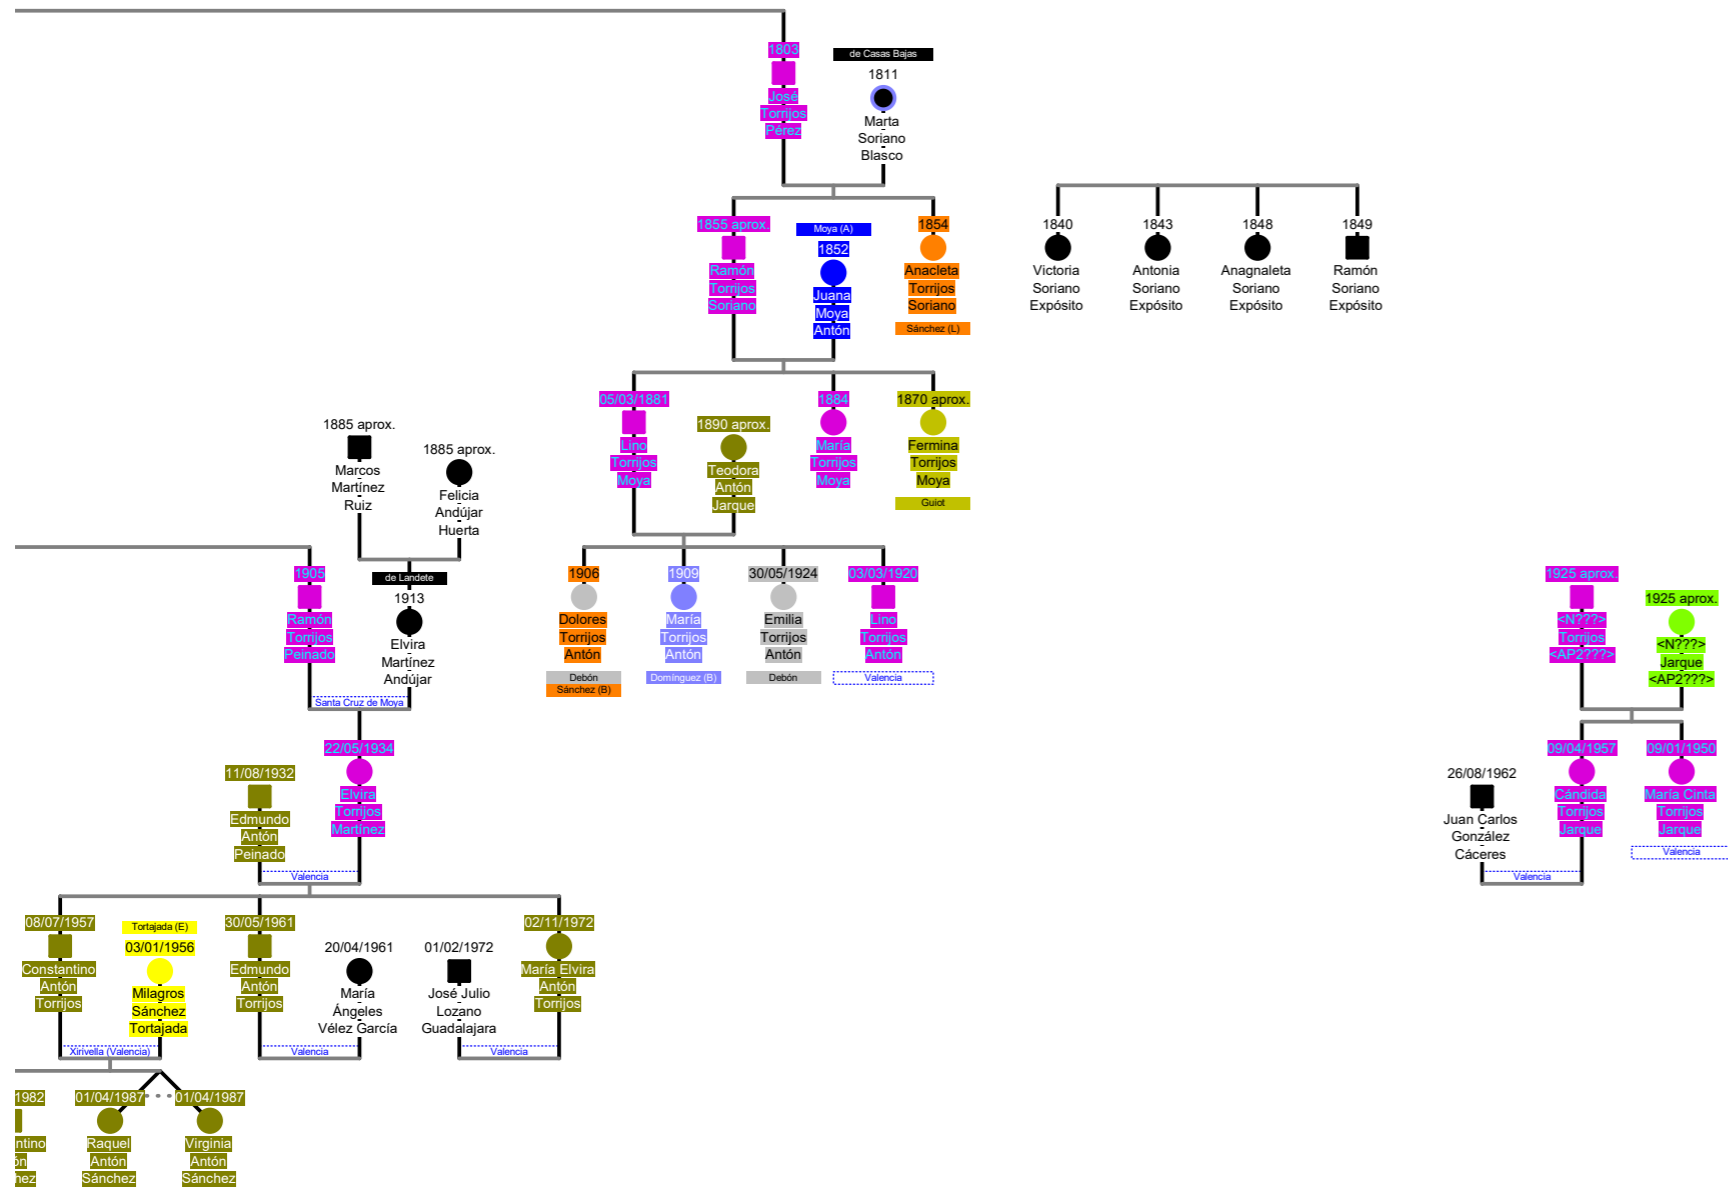 1803
José
Torrijos
Pérez
de Casas Bajas
1811
Marta
Soriano
Blasco
1855 aprox.
Ramón
Torrijos
Soriano
Moya (A)
1852
Juana
Moya
Antón
1854
Anacleta
Torrijos
Soriano
Sánchez (L)
1840
Victoria
Soriano
Expósito
1843
Antonia
Soriano
Expósito
1848
Anagnaleta
Soriano
Expósito
1849
Ramón
Soriano
Expósito
05/03/1881
Lino
Torrijos
Moya
1890 aprox.
Teodora
Antón
Jarque
1884
María
Torrijos
Moya
1870 aprox.
Fermina
Torrijos
Moya
Guiot
1885 aprox.
Marcos
Martínez
Ruiz
1885 aprox.
Felicia
Andújar
Huerta
1905
Ramón
Torrijos
Peinado
de Landete
1913
Elvira
Martínez
Andújar
Santa Cruz de Moya
1906
Dolores
Torrijos
Antón
Debón
Sánchez (B)
1909
María
Torrijos
Antón
Domínguez (B)
30/05/1924
Emilia
Torrijos
Antón
Debón
03/03/1920
Lino
Torrijos
Antón
Valencia
1925 aprox.
<N???>
Torrijos
<AP2???>
1925 aprox.
<N???>
Jarque
<AP2???>
11/08/1932
Edmundo
Antón
Peinado
22/05/1934
Elvira
Torrijos
Martínez
Valencia
26/08/1962
Juan Carlos
González
Cáceres
09/04/1957
Cándida
Torrijos
Jarque
Valencia
09/01/1950
María Cinta
Torrijos
Jarque
Valencia
08/07/1957
Constantino
Antón
Torrijos
Tortajada (E)
03/01/1956
Milagros
Sánchez
Tortajada
Xirivella (Valencia)
30/05/1961
Edmundo
Antón
Torrijos
20/04/1961
María
Ángeles
Vélez García
Valencia
01/02/1972
José Julio
Lozano
Guadalajara
02/11/1972
María Elvira
Antón
Torrijos
Valencia
1982
ntino
ón
hez
01/04/1987
Raquel
Antón
Sánchez
01/04/1987
Virginia
Antón
Sánchez